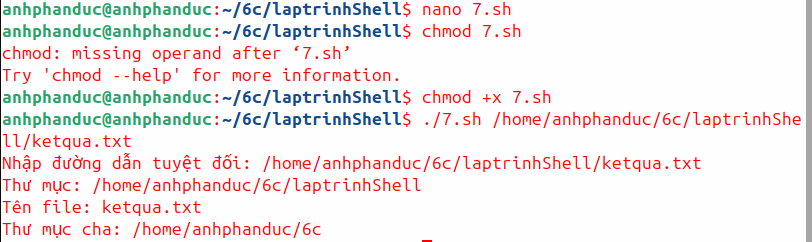 anhphanduc@anhphanduc:~/6c/laptrinhShell$ nano 7.sh
anhphanduc@anhphanduc:~/6c/laptrinhShell$ chmod 7.sh
chmod: missing operand after ‘7.sh’
Try 'chmod --help' for more information.
anhphanduc@anhphanduc:~/6c/laptrinhShell$ chmod +x 7.sh
anhphanduc@anhphanduc:~/6c/laptrinhShell$ ./7.sh /home/anhphanduc/6c/laptrinhShe
ll/ketqua.txt
Nhập đường dẫn tuyệt đối: /home/anhphanduc/6c/laptrinhShell/ketqua.txt
Thư mục: /home/anhphanduc/6c/laptrinhShell
Tên file: ketqua.txt
Thư mục cha: /home/anhphanduc/6c